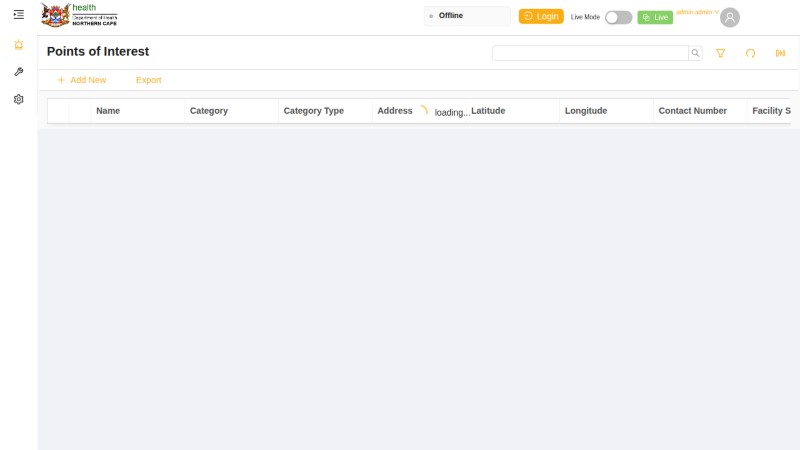 health
Department of Health
NORTHERN CAPE
Offline
Login
Live Mode
Live
admin admin
Points of Interest
Add New
Export
Name
Category
Category Type
Address
loading...
Latitude
Longitude
Contact Number
Facility S